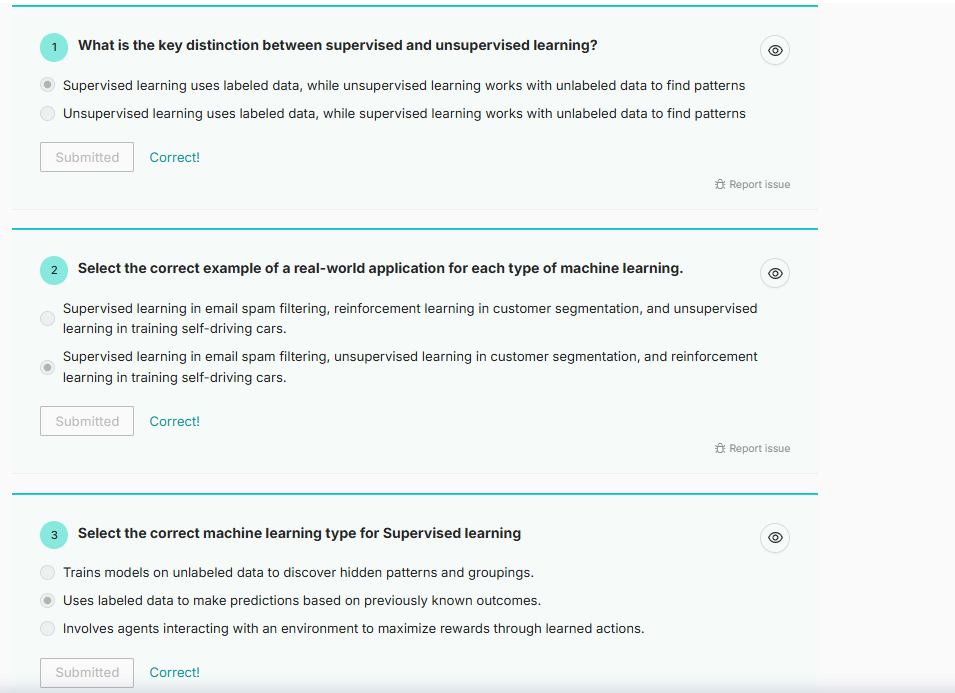 1 What is the key distinction between supervised and unsupervised learning?
Supervised learning uses labeled data, while unsupervised learning works with unlabeled data to find patterns
Unsupervised learning uses labeled data, while supervised learning works with unlabeled data to find patterns
Submitted Correct!
Report issue
2 Select the correct example of a real-world application for each type of machine learning.
Supervised learning in email spam filtering, reinforcement learning in customer segmentation, and unsupervised
learning in training self-driving cars.
Supervised learning in email spam filtering, unsupervised learning in customer segmentation, and reinforcement
learning in training self-driving cars.
Submitted Correct!
Report issue
3 Select the correct machine learning type for Supervised learning
Trains models on unlabeled data to discover hidden patterns and groupings.
Uses labeled data to make predictions based on previously known outcomes.
Involves agents interacting with an environment to maximize rewards through learned actions.
Submitted Correct!